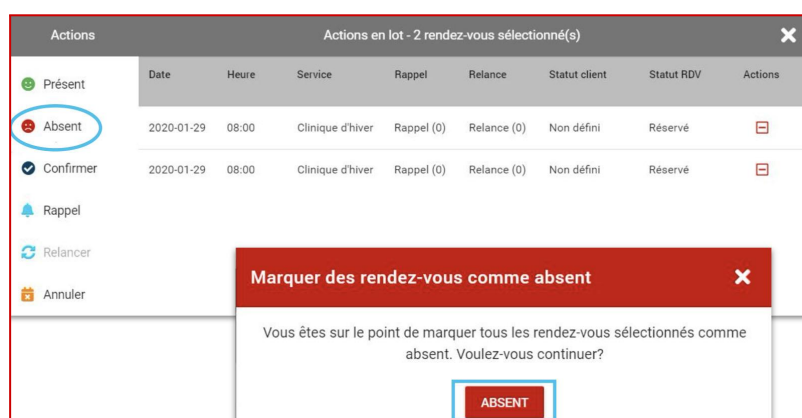 Actions
Actions en lot - 2 rendez-vous sélectionné(s)
Présent
Absent
Confirmer
Rappel
Relancer
Annuler
Date Heure Service Rappel Relance Statut client Statut RDV Actions
2020-01-29 08:00 Clinique d'hiver Rappel (0) Relance (0) Non défini Réservé
2020-01-29 08:00 Clinique d'hiver Rappel (0) Relance (0) Non défini Réservé
Marquer des rendez-vous comme absent
Vous êtes sur le point de marquer tous les rendez-vous sélectionnés comme
absent. Voulez-vous continuer?
ABSENT